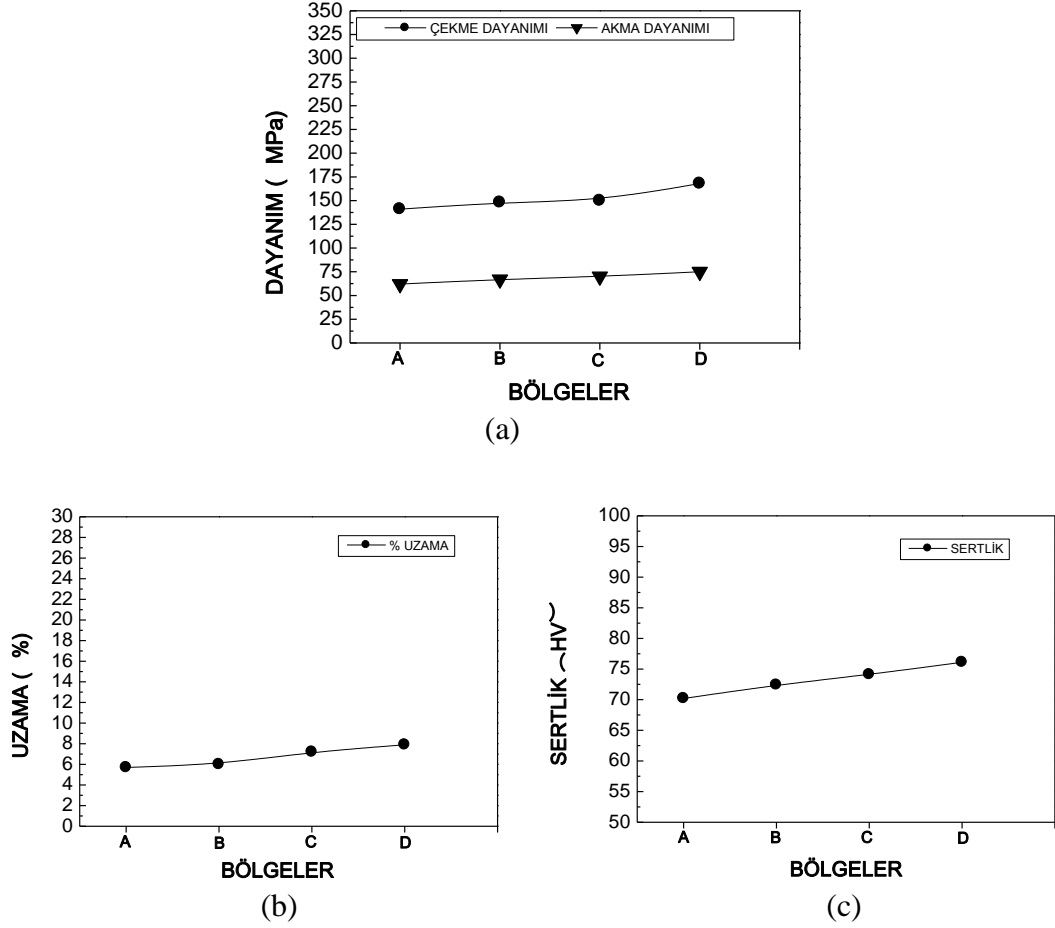 350
325
300
275
250
225
200
175
150
125
100
75
50
25
0
DAYANIM ( MPa)
ÇEKME DAYANIMI AKMA DAYANIMI
A B C D
BÖLGELER
(a)
30
28
26
24
22
20
18
16
14
12
10
8
6
4
2
0
UZAMA ( %)
% UZAMA
A B C D
BÖLGELER
(b)
100
95
90
85
80
75
70
65
60
55
50
SERTLİK (HV)
SERTLİK
A B C D
BÖLGELER
(c)